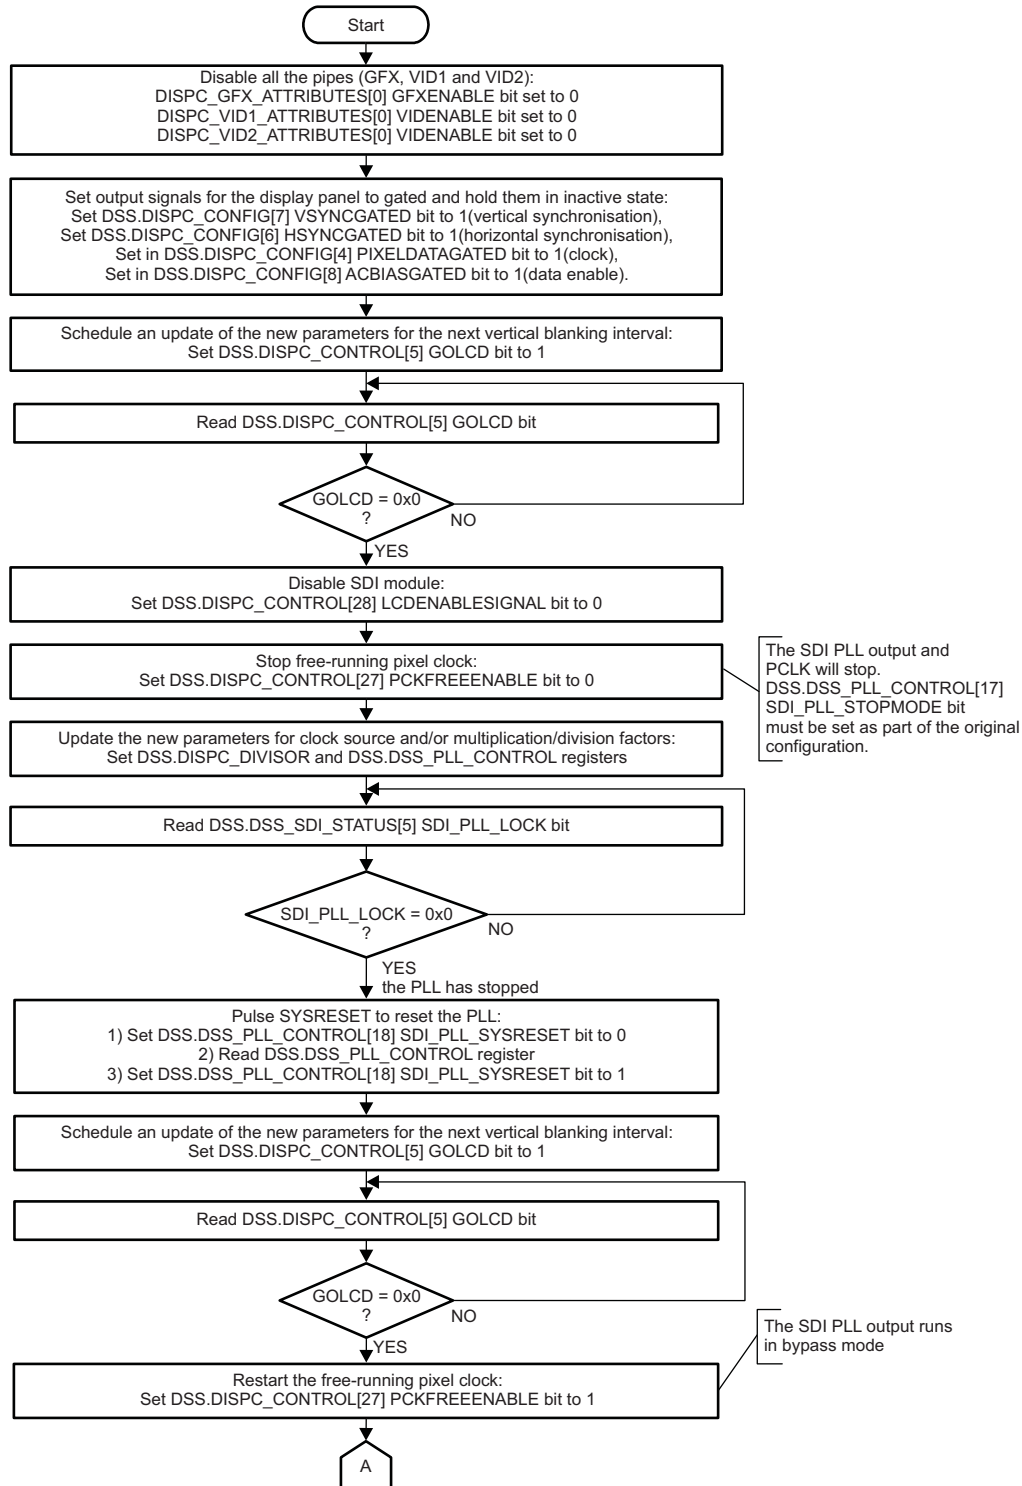 Start
Disable all the pipes (GFX, VID1 and VID2):
DISPC_GFX_ATTRIBUTES[0] GFXENABLE bit set to 0
DISPC_VID1_ATTRIBUTES[0] VIDENABLE bit set to 0
DISPC_VID2_ATTRIBUTES[0] VIDENABLE bit set to 0
Set output signals for the display panel to gated and hold them in inactive state:
Set DSS.DISPC_CONFIG[7] VSYNCGATED bit to 1(vertical synchronisation),
Set DSS.DISPC_CONFIG[6] HSYNCGATED bit to 1(horizontal synchronisation),
Set in DSS.DISPC_CONFIG[4] PIXELDATAGATED bit to 1(clock),
Set in DSS.DISPC_CONFIG[8] ACBIASGATED bit to 1(data enable).
Schedule an update of the new parameters for the next vertical blanking interval:
Set DSS.DISPC_CONTROL[5] GOLCD bit to 1
Read DSS.DISPC_CONTROL[5] GOLCD bit
GOLCD = 0x0
?
NO
YES
Disable SDI module:
Set DSS.DISPC_CONTROL[28] LCDENABLESIGNAL bit to 0
Stop free-running pixel clock:
Set DSS.DISPC_CONTROL[27] PCKFREEENABLE bit to 0
The SDI PLL output and
PCLK will stop.
DSS.DSS_PLL_CONTROL[17]
SDI_PLL_STOPMODE bit
must be set as part of the original
configuration.
Update the new parameters for clock source and/or multiplication/division factors:
Set DSS.DISPC_DIVISOR and DSS.DSS_PLL_CONTROL registers
Read DSS.DSS_SDI_STATUS[5] SDI_PLL_LOCK bit
SDI_PLL_LOCK = 0x0
?
NO
YES
the PLL has stopped
Pulse SYSRESET to reset the PLL:
1) Set DSS.DSS_PLL_CONTROL[18] SDI_PLL_SYSRESET bit to 0
2) Read DSS.DSS_PLL_CONTROL register
3) Set DSS.DSS_PLL_CONTROL[18] SDI_PLL_SYSRESET bit to 1
Schedule an update of the new parameters for the next vertical blanking interval:
Set DSS.DISPC_CONTROL[5] GOLCD bit to 1
Read DSS.DISPC_CONTROL[5] GOLCD bit
GOLCD = 0x0
?
NO
YES
The SDI PLL output runs
in bypass mode
Restart the free-running pixel clock:
Set DSS.DISPC_CONTROL[27] PCKFREEENABLE bit to 1
A